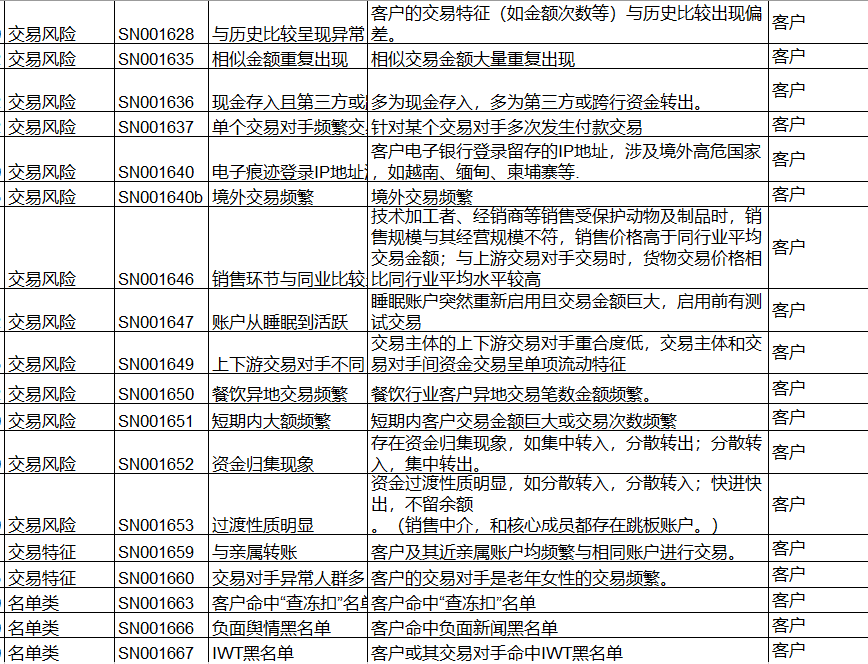 客户的交易特征（如金额次数等）与历史比较出现偏
交易风险 SN001628 与历史比较呈现异常 差。 客户
交易风险 SN001635 相似金额重复出现 相似交易金额大量重复出现 客户
交易风险 SN001636 现金存入且第三方或 多为现金存入，多为第三方或跨行资金转出。 客户
交易风险 SN001637 单个交易对手频繁交 针对某个交易对手多次发生付款交易 客户
客户电子银行登录留存的IP地址，涉及境外高危国家
交易风险 SN001640 电子痕迹登录IP地址 ，如越南、缅甸、柬埔寨等. 客户
交易风险 SN001640b 境外交易频繁 境外交易频繁 客户
技术加工者、经销商等销售受保护动物及制品时，销
售规模与其经营规模不符，销售价格高于同行业平均
交易金额；与上游交易对手交易时，货物交易价格相
交易风险 SN001646 销售环节与同业比较 比同行业平均水平较高 客户
睡眠账户突然重新启用且交易金额巨大，启用前有测
交易风险 SN001647 账户从睡眠到活跃 试交易 客户
交易主体的上下游交易对手重合度低，交易主体和交
交易风险 SN001649 上下游交易对手不同 易对手间资金交易呈单项流动特征 客户
交易风险 SN001650 餐饮异地交易频繁 餐饮行业客户异地交易笔数金额频繁。 客户
交易风险 SN001651 短期内大额频繁 短期内客户交易金额巨大或交易次数频繁 客户
存在资金归集现象，如集中转入，分散转出；分散转
交易风险 SN001652 资金归集现象 入，集中转出。 客户
资金过渡性质明显，如分散转入，分散转入；快进快
出，不留余额
交易风险 SN001653 过渡性质明显 。（销售中介，和核心成员都存在跳板账户。） 客户
交易特征 SN001659 与亲属转账 客户及其近亲属账户均频繁与相同账户进行交易。 客户
交易特征 SN001660 交易对手异常人群多 客户的交易对手是老年女性的交易频繁。 客户
名单类 SN001663 客户命中“查冻扣”名单 客户命中“查冻扣”名单 客户
名单类 SN001666 负面舆情黑名单 客户命中负面新闻黑名单 客户
名单类 SN001667 IWT黑名单 客户或其交易对手命中IWT黑名单 客户